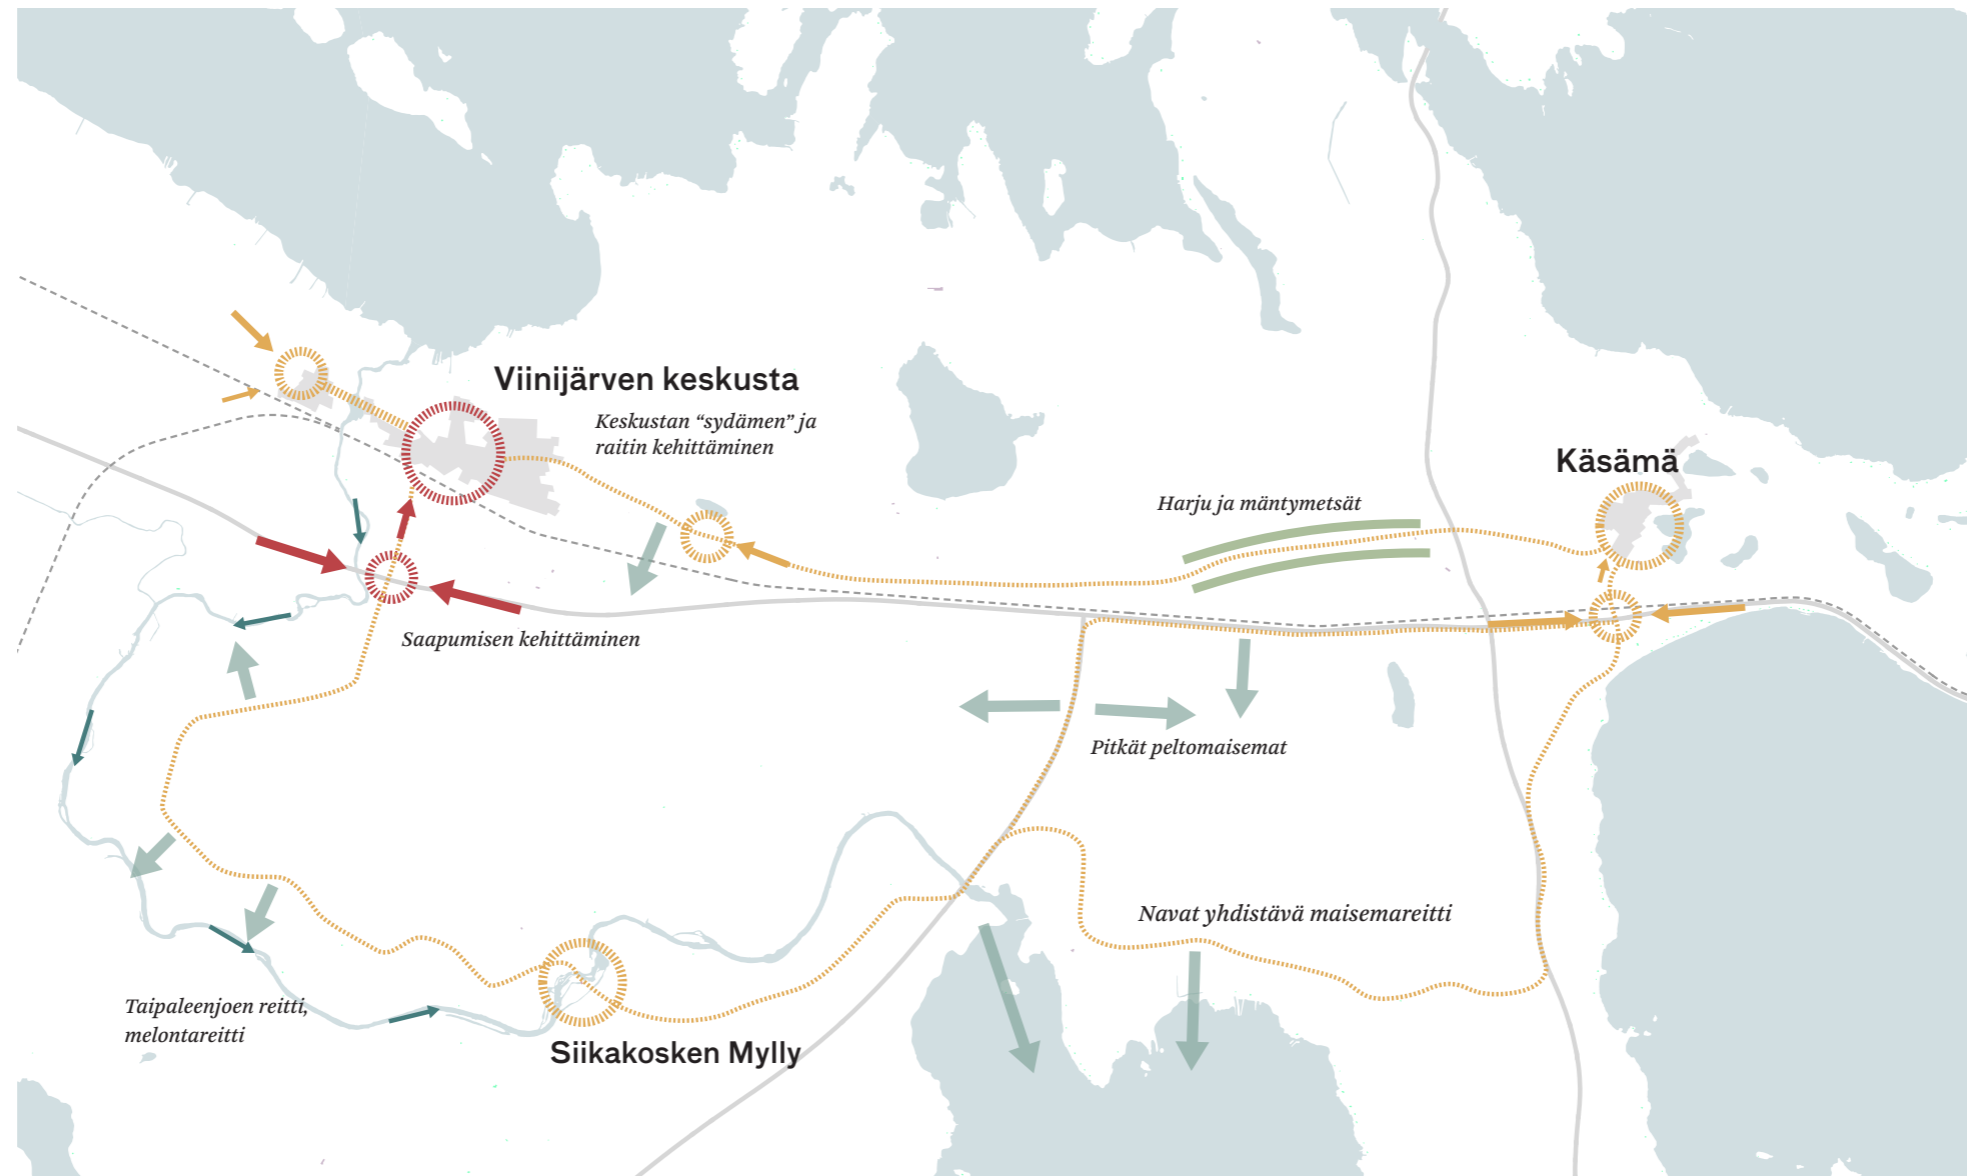 Viinijärven keskusta
Keskustan “sydämen” ja
raitin kehittäminen
Käsämä
Harju ja mäntymetsät
Saapumisen kehittäminen
Pitkät peltomaisemat
Navat yhdistävä maisemareitti
Taipaleenjoen reitti,
melontareitti
Siikakosken Mylly